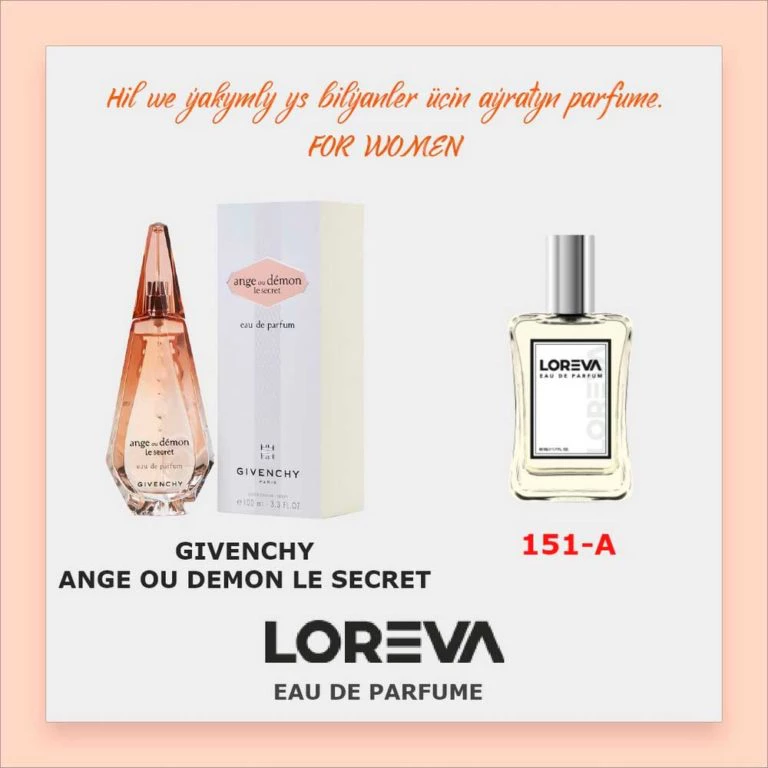 Hil we ýakymly ys bilýanler üçin aýratyn parfume.
FOR WOMEN
ange ou démon
le secret
eau de parfum
GIVENCHY
PARIS
100 ml - 3.3 FL.OZ
ange ou démon
le secret
eau de parfum
GIVENCHY
LOREVA
EAU DE PARFUM
LOREVA
GIVENCHY
ANGE OU DEMON LE SECRET
151-A
LOREVA
EAU DE PARFUME